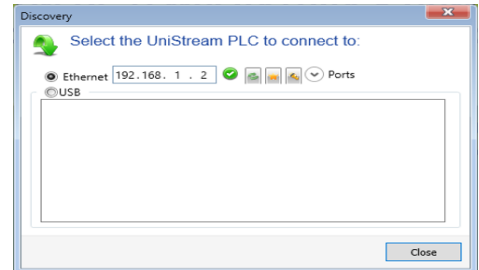 Discovery
Select the UniStream PLC to connect to:
Ethernet 192.168. 1 . 2 Ports
USB
Close